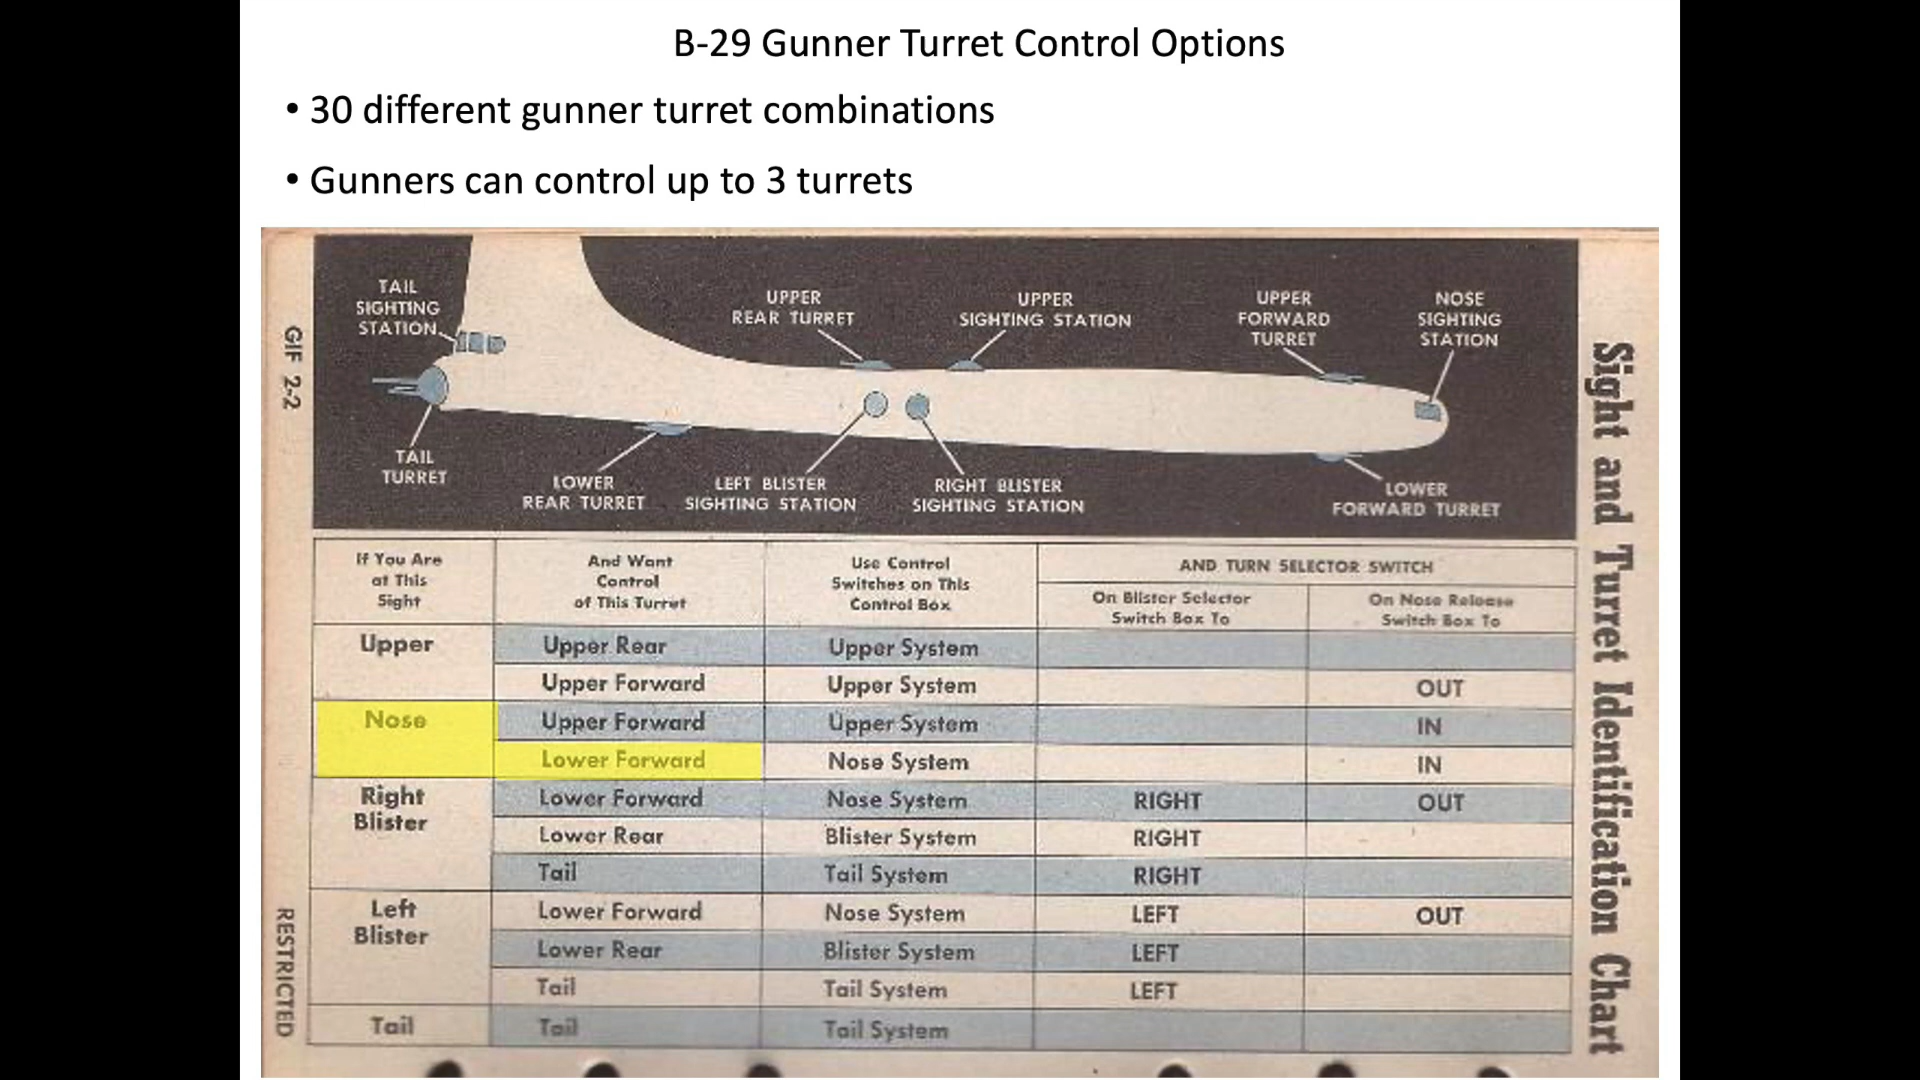 B-29 Gunner Turret Control Options
• 30 different gunner turret combinations
• Gunners can control up to 3 turrets
GIF 2-2
RESTRICTED
TAIL
SIGHTING
STATION
UPPER
REAR TURRET
UPPER
SIGHTING STATION
UPPER
FORWARD
TURRET
NOSE
SIGHTING
STATION
TAIL
TURRET
LOWER
REAR TURRET
LEFT BLISTER
SIGHTING STATION
RIGHT BLISTER
SIGHTING STATION
LOWER
FORWARD TURRET
Sight and Turret Identification Chart
If You Are
at This
Sight
And Want
Control
of This Turret
Use Control
Switches on This
Control Box
AND TURN SELECTOR SWITCH
On Blister Selector
Switch Box To
On Nose Release
Switch Box To
Upper Upper Rear Upper System
Upper Forward Upper System OUT
Nose Upper Forward Upper System IN
Lower Forward Nose System IN
Right
Blister
Lower Forward Nose System RIGHT OUT
Lower Rear Blister System RIGHT
Tail Tail System RIGHT
Left
Blister
Lower Forward Nose System LEFT OUT
Lower Rear Blister System LEFT
Tail Tail System LEFT
Tail Tail Tail System